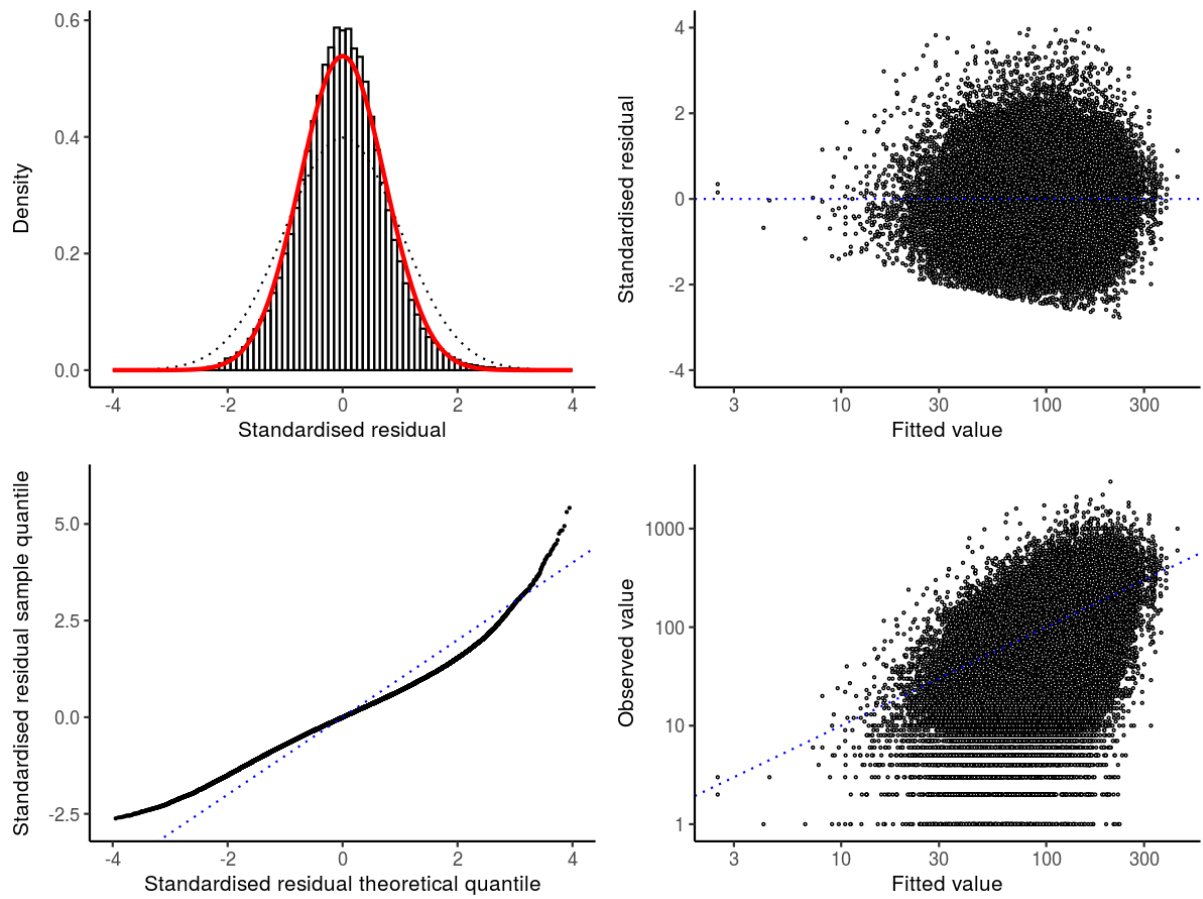 0.6
0.4
0.2
0.0
Density
-4 -2 0 2 4
Standardised residual
4
2
0
-2
-4
Standardised residual
3 10 30 100 300
Fitted value
5.0
2.5
0.0
-2.5
Standardised residual sample quantile
-4 -2 0 2 4
Standardised residual theoretical quantile
1000
100
10
1
Observed value
3 10 30 100 300
Fitted value